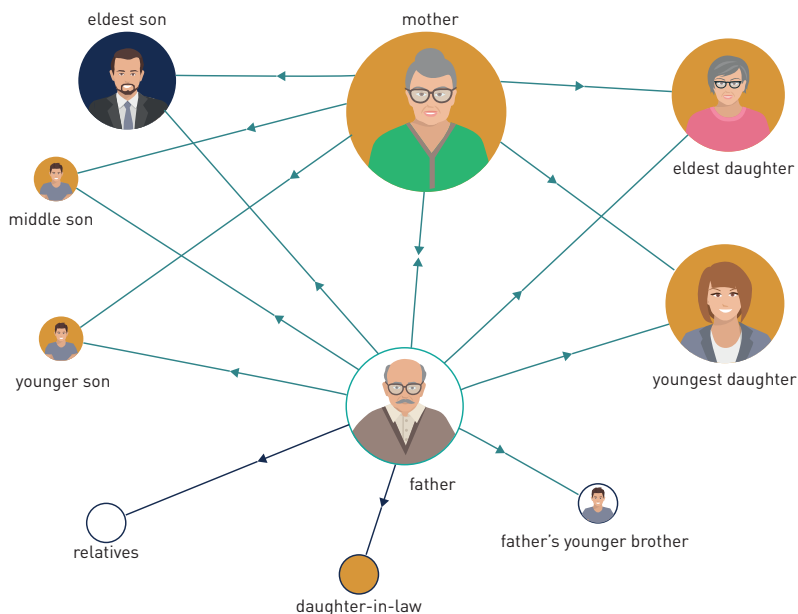 eldest son
mother
eldest daughter
middle son
younger son
youngest daughter
father
father's younger brother
relatives
daughter-in-law